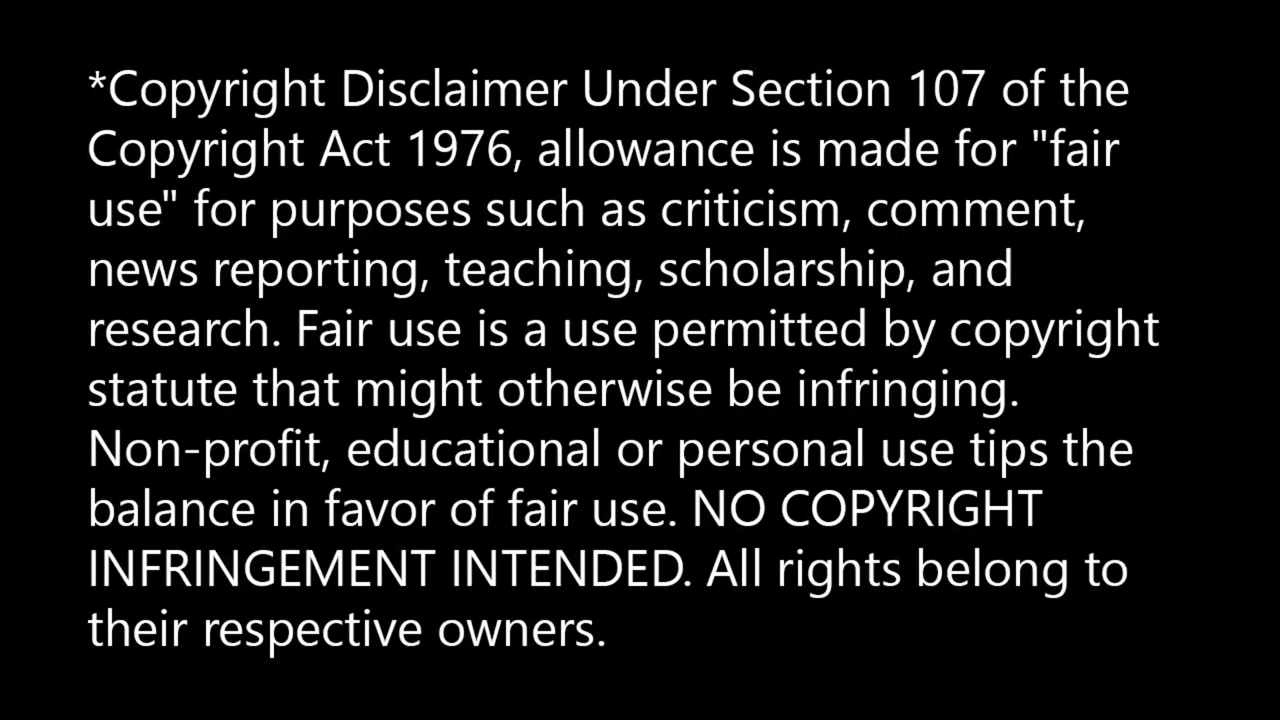 *Copyright Disclaimer Under Section 107 of the
Copyright Act 1976, allowance is made for "fair
use" for purposes such as criticism, comment,
news reporting, teaching, scholarship, and
research. Fair use is a use permitted by copyright
statute that might otherwise be infringing.
Non-profit, educational or personal use tips the
balance in favor of fair use. NO COPYRIGHT
INFRINGEMENT INTENDED. All rights belong to
their respective owners.